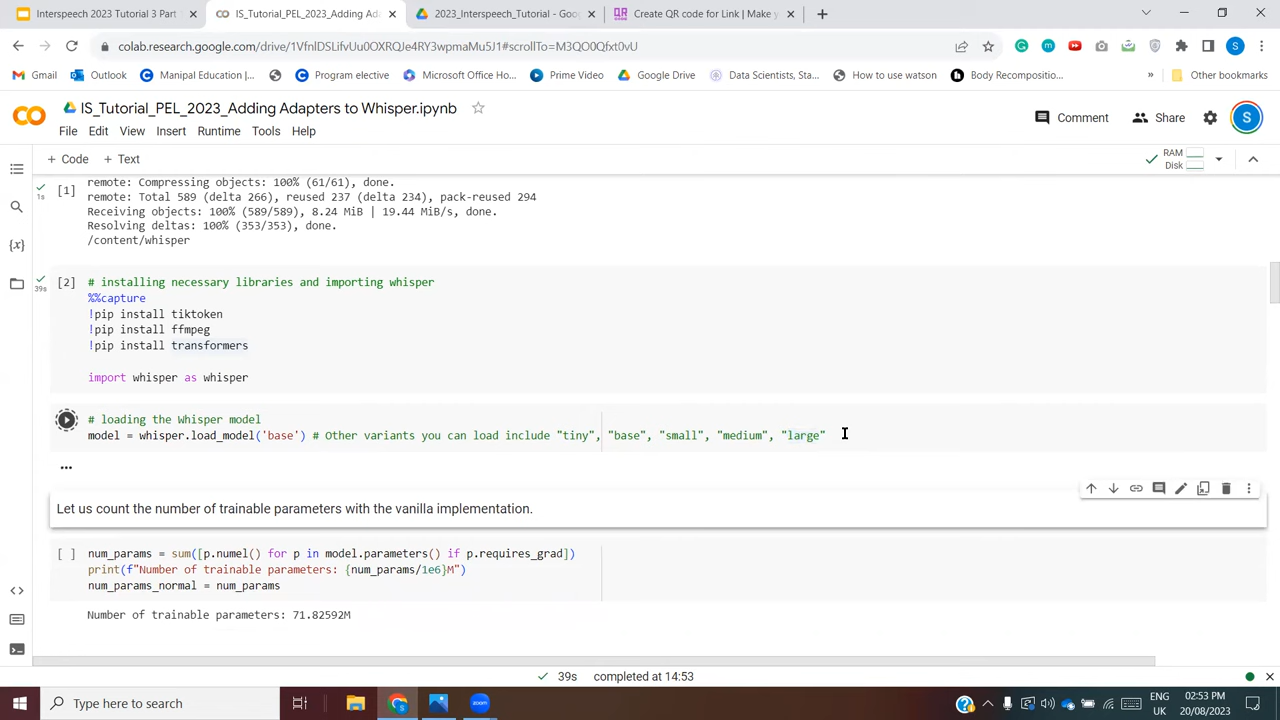 Interspeech 2023 Tutorial 3 Part
IS_Tutorial_PEL_2023_Adding Ada
2023_Interspeech_Tutorial - Goo
Create QR code for Link | Make y
colab.research.google.com/drive/1VfnlDSLifvUuOXXRQJe4RY3wpmaMu5J1#scrollTo=M3QO0Qfxt0vU
Gmail
Outlook
Manipal Education
Computer Science -...
Program elective
Microsoft Office Ho...
Prime Video
Google Drive
Data Scientists, Sta...
How to use watson
Body Recompositio...
»
Other bookmarks
IS_Tutorial_PEL_2023_Adding Adapters to Whisper.ipynb
File Edit View Insert Runtime Tools Help
Comment
Share
S
+ Code + Text
RAM
Disk
[1]
1s
remote: Compressing objects: 100% (61/61), done.
remote: Total 589 (delta 266), reused 237 (delta 234), pack-reused 294
Receiving objects: 100% (589/589), 8.24 MiB | 19.44 MiB/s, done.
Resolving deltas: 100% (353/353), done.
/content/whisper
[2]
39s
# installing necessary libraries and importing whisper
%%capture
!pip install tiktoken
!pip install ffmpeg
!pip install transformers
import whisper as whisper
# loading the Whisper model
model = whisper.load_model('base') # Other variants you can load include "tiny", "base", "small", "medium", "large"
...
Let us count the number of trainable parameters with the vanilla implementation.
[ ]
num_params = sum([p.numel() for p in model.parameters() if p.requires_grad])
print(f"Number of trainable parameters: {num_params/1e6}M")
num_params_normal = num_params
Number of trainable parameters: 71.82592M
39s completed at 14:53
Type here to search
ENG
UK
02:53 PM
20/08/2023